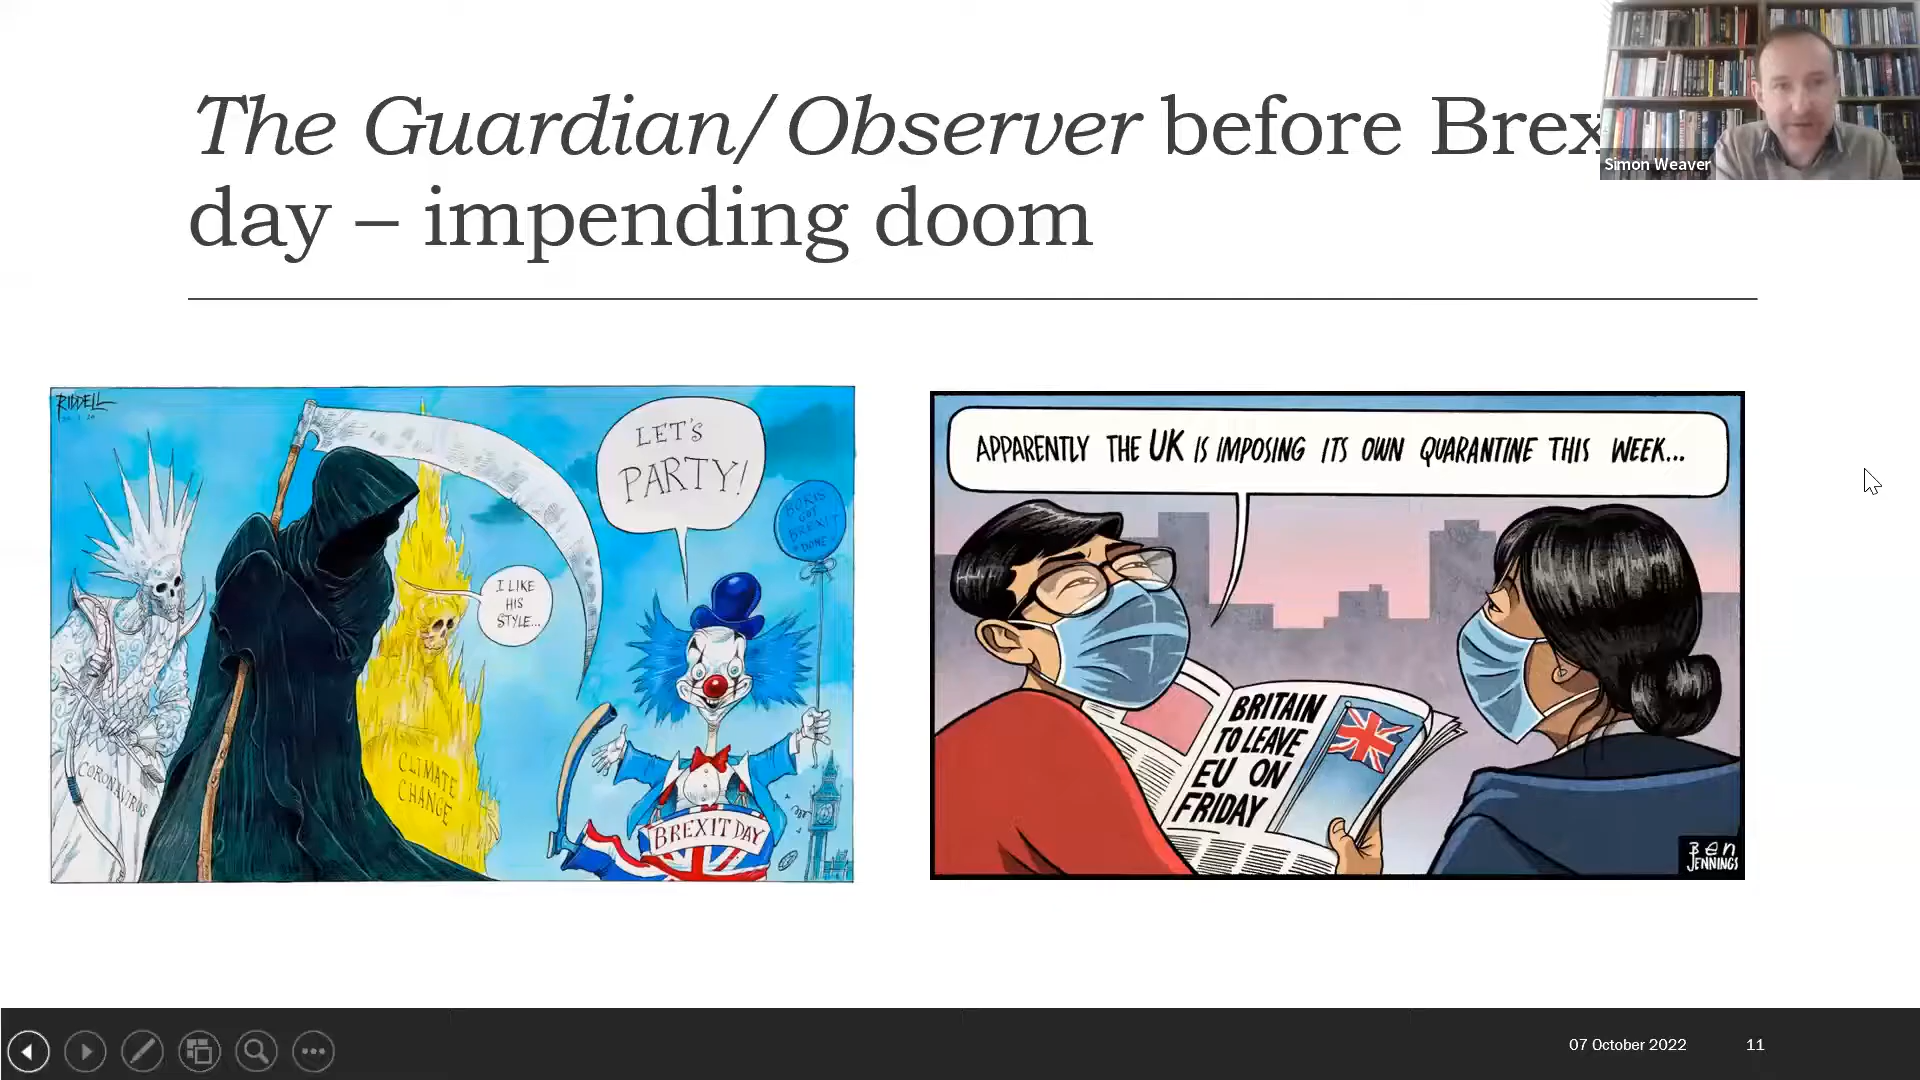 The Guardian/Observer before Brex
day – impending doom
Simon Weaver
RIDDELL
LET'S
PARTY!
BORIS
GOT
BREXIT
DONE
I LIKE
HIS
STYLE...
CORONAVIRUS
CLIMATE
CHANGE
BREXIT DAY
APPARENTLY THE UK IS IMPOSING ITS OWN QUARANTINE THIS WEEK...
BRITAIN
TO LEAVE
EU ON
FRIDAY
BEN
JENNINGS
07 October 2022
11